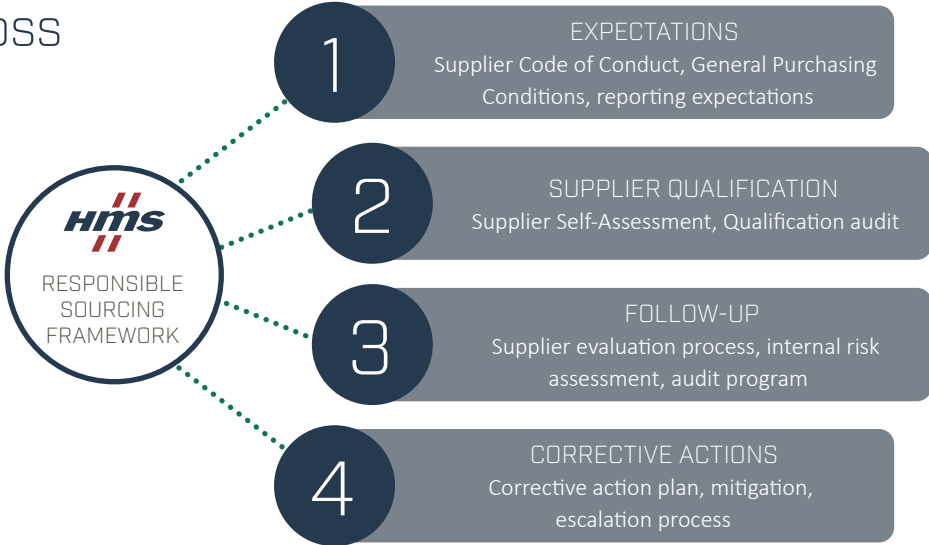 OSS
1
EXPECTATIONS
Supplier Code of Conduct, General Purchasing
Conditions, reporting expectations
2
SUPPLIER QUALIFICATION
Supplier Self-Assessment, Qualification audit
HMS
RESPONSIBLE
SOURCING
FRAMEWORK
3
FOLLOW-UP
Supplier evaluation process, internal risk
assessment, audit program
4
CORRECTIVE ACTIONS
Corrective action plan, mitigation,
escalation process